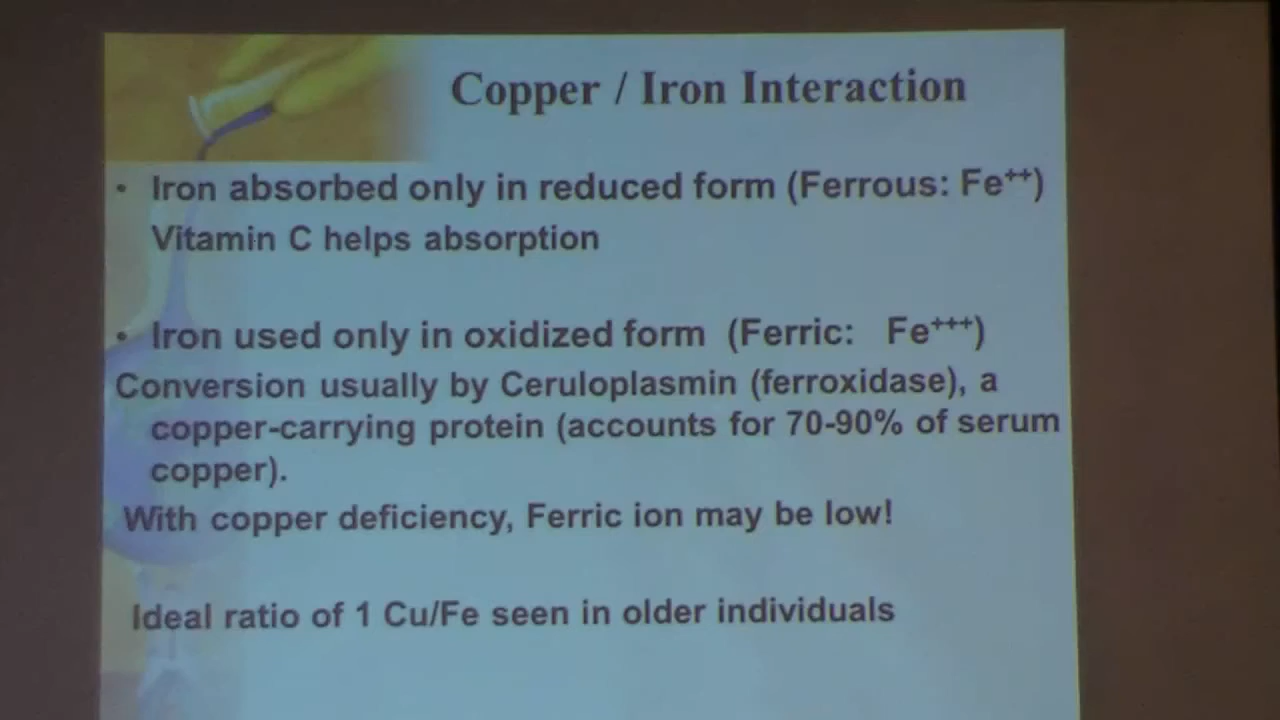 Copper / Iron Interaction
• Iron absorbed only in reduced form (Ferrous: Fe⁺⁺)
Vitamin C helps absorption
• Iron used only in oxidized form (Ferric: Fe⁺⁺⁺)
Conversion usually by Ceruloplasmin (ferroxidase), a
copper-carrying protein (accounts for 70-90% of serum
copper).
With copper deficiency, Ferric ion may be low!
Ideal ratio of 1 Cu/Fe seen in older individuals